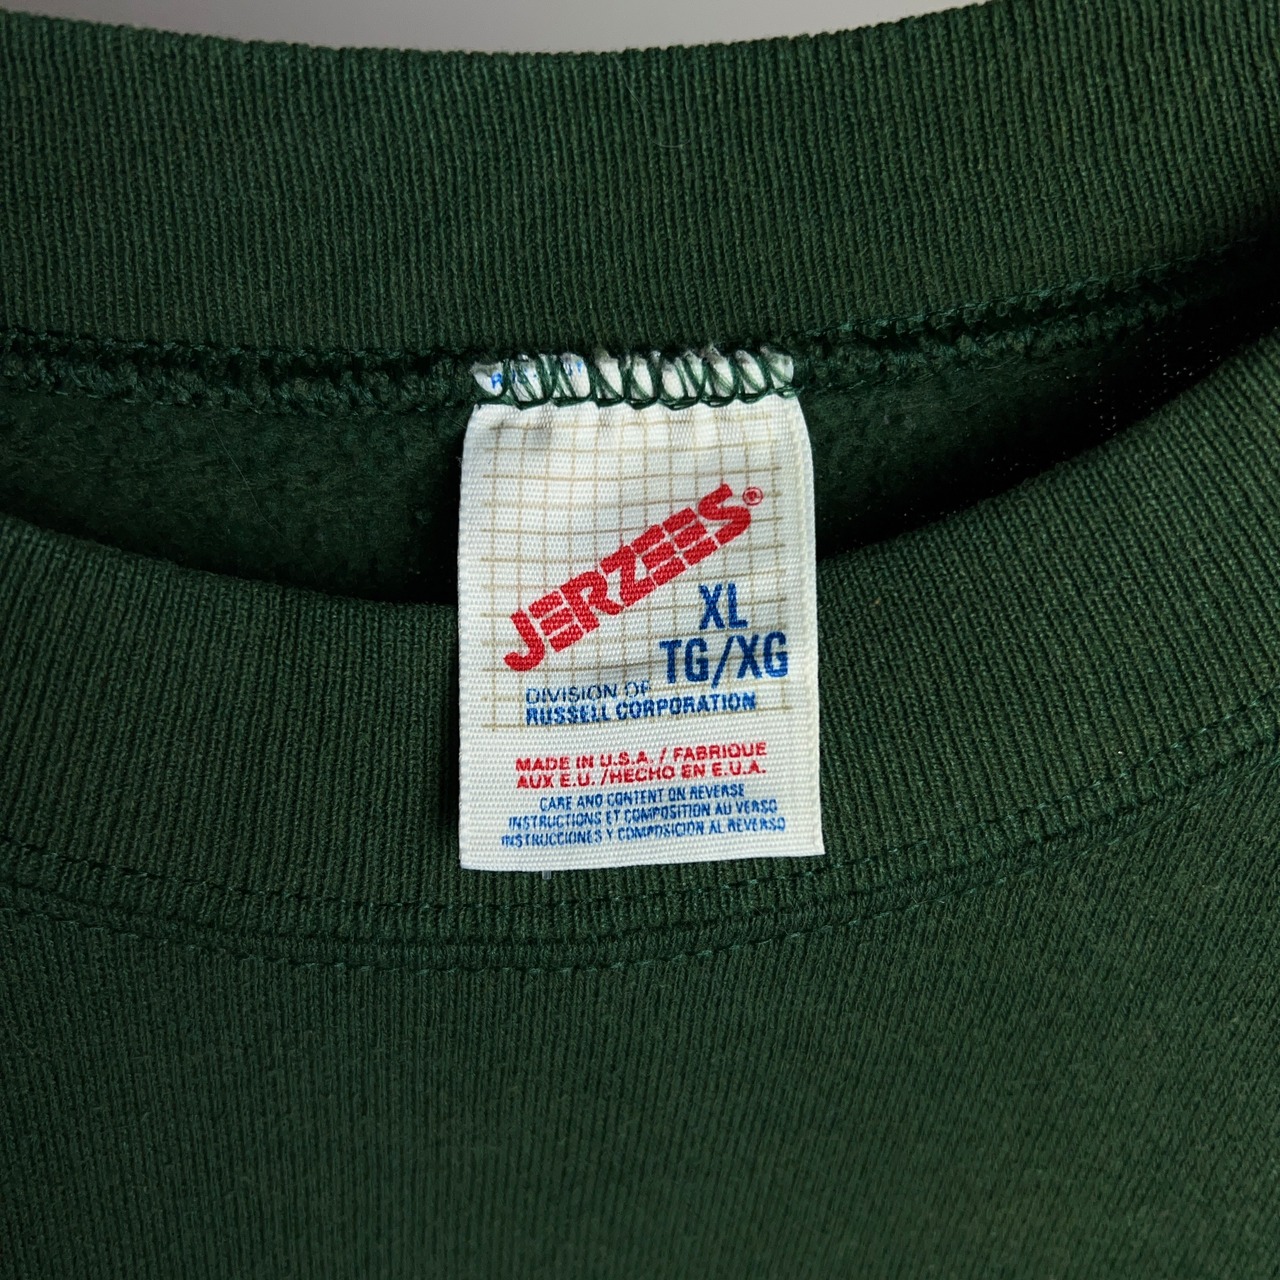 JERZEES®
XL
TG/XG
DIVISION OF
RUSSELL CORPORATION
MADE IN U.S.A. / FABRIQUE
AUX E.U. /HECHO EN E.U.A.
CARE AND CONTENT ON REVERSE
INSTRUCTIONS ET COMPOSITION AU VERSO
INSTRUCCIONES Y COMPOSICION AL REVERSO